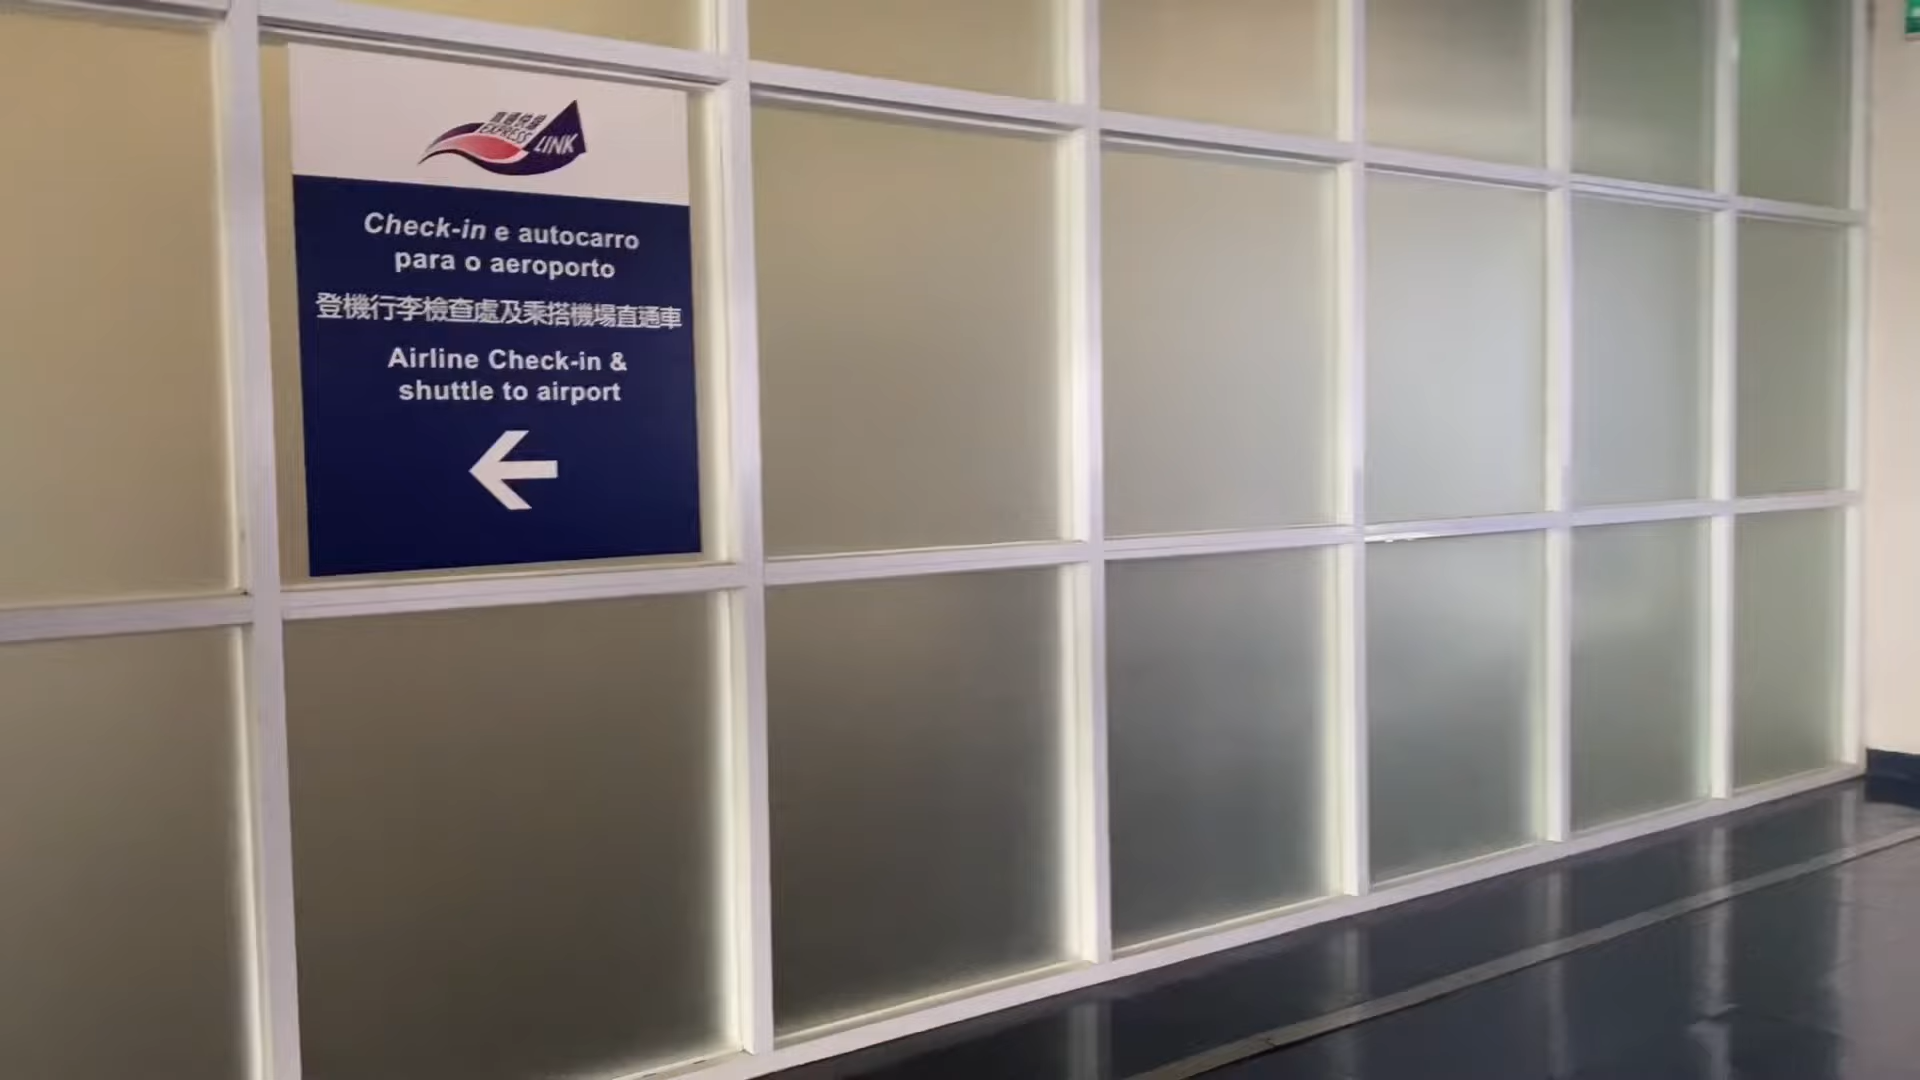 EXPRESS
LINK
Check-in e autocarro
para o aeroporto
登機行李檢查處及乘搭機場直通車
Airline Check-in &
shuttle to airport